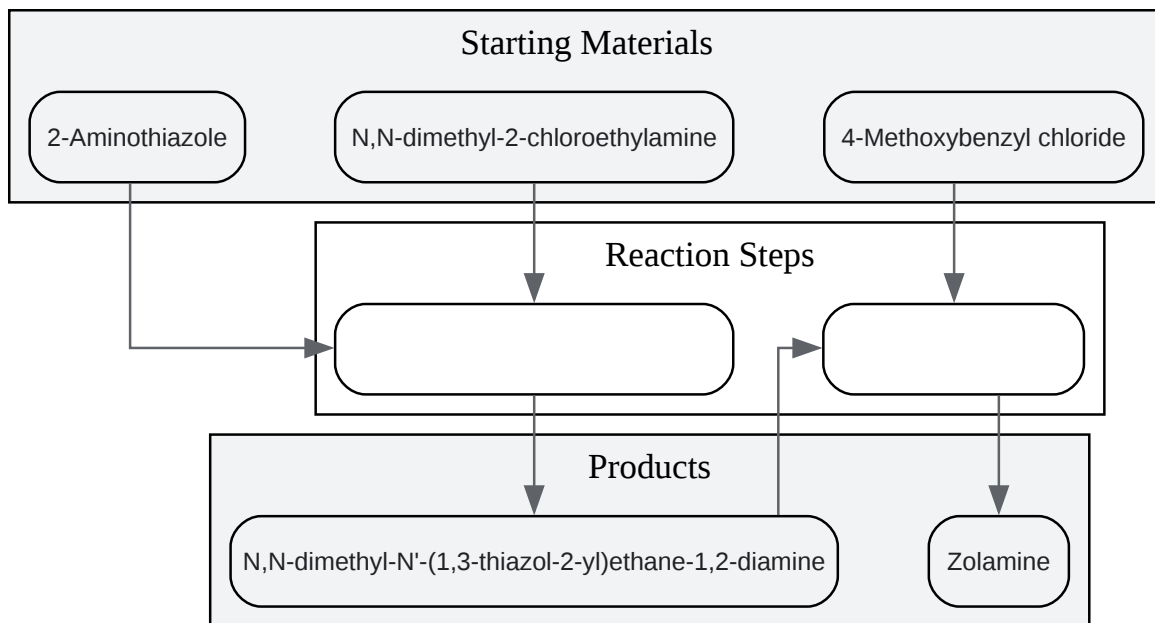 Starting Materials
2-Aminothiazole
N,N-dimethyl-2-chloroethylamine
4-Methoxybenzyl chloride
Reaction Steps
Products
N,N-dimethyl-N'-(1,3-thiazol-2-yl)ethane-1,2-diamine
Zolamine